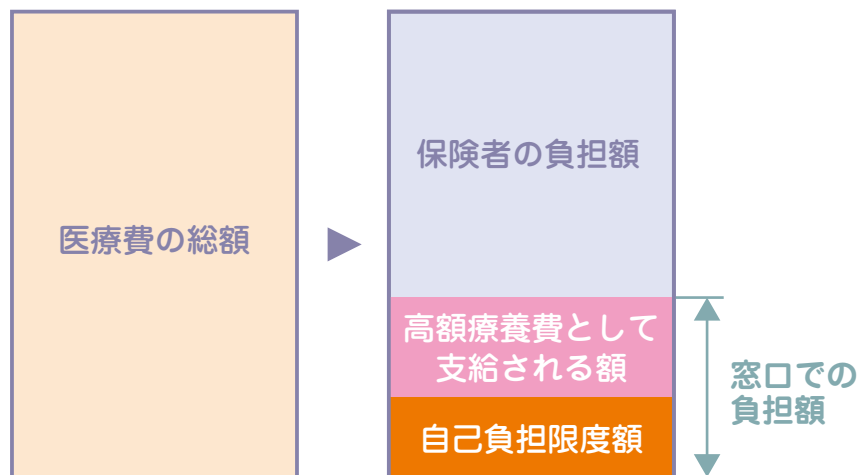 医療費の総額
保険者の負担額
高額療養費として
支給される額
自己負担限度額
窓口での
負担額